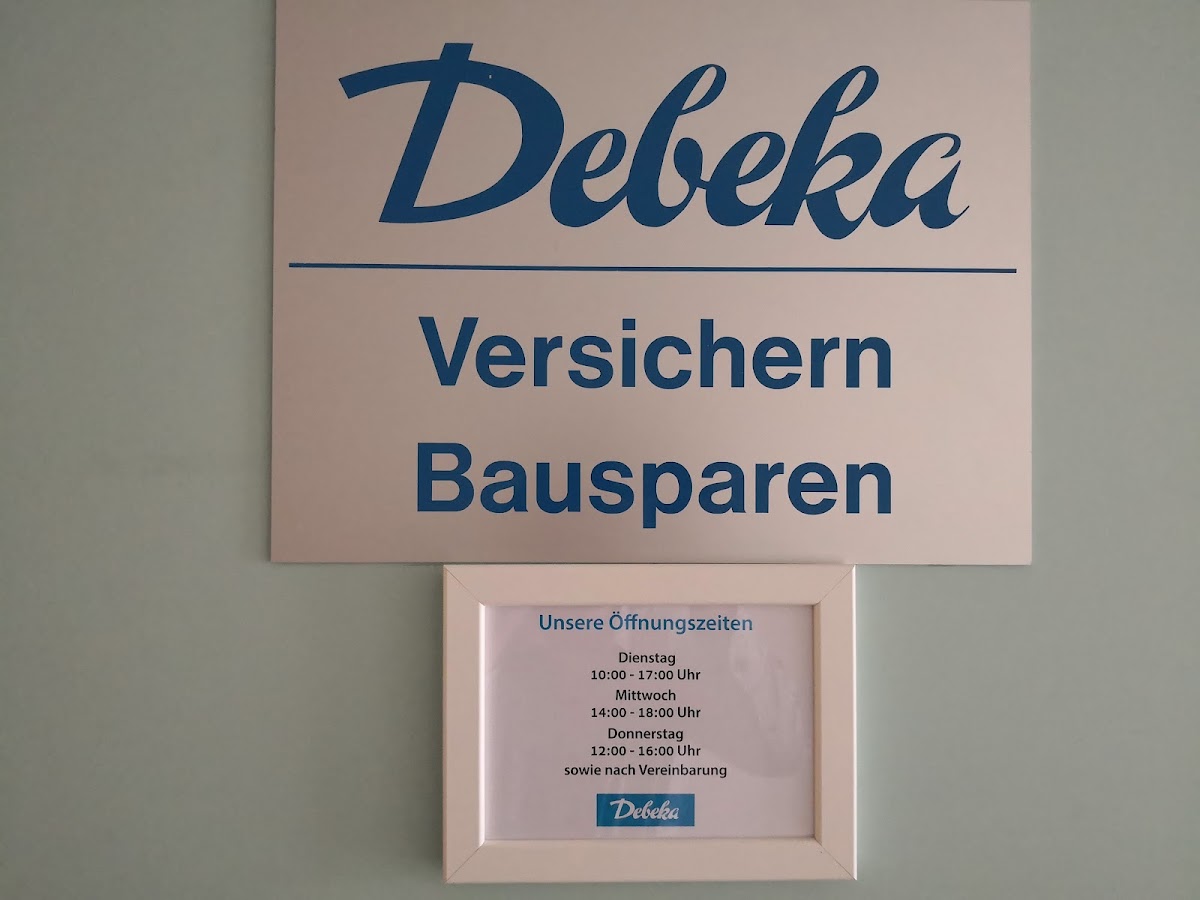 Debeka
Versichern
Bausparen
Unsere Öffnungszeiten
Dienstag
10:00 - 17:00 Uhr
Mittwoch
14:00 - 18:00 Uhr
Donnerstag
12:00 - 16:00 Uhr
sowie nach Vereinbarung
Debeka